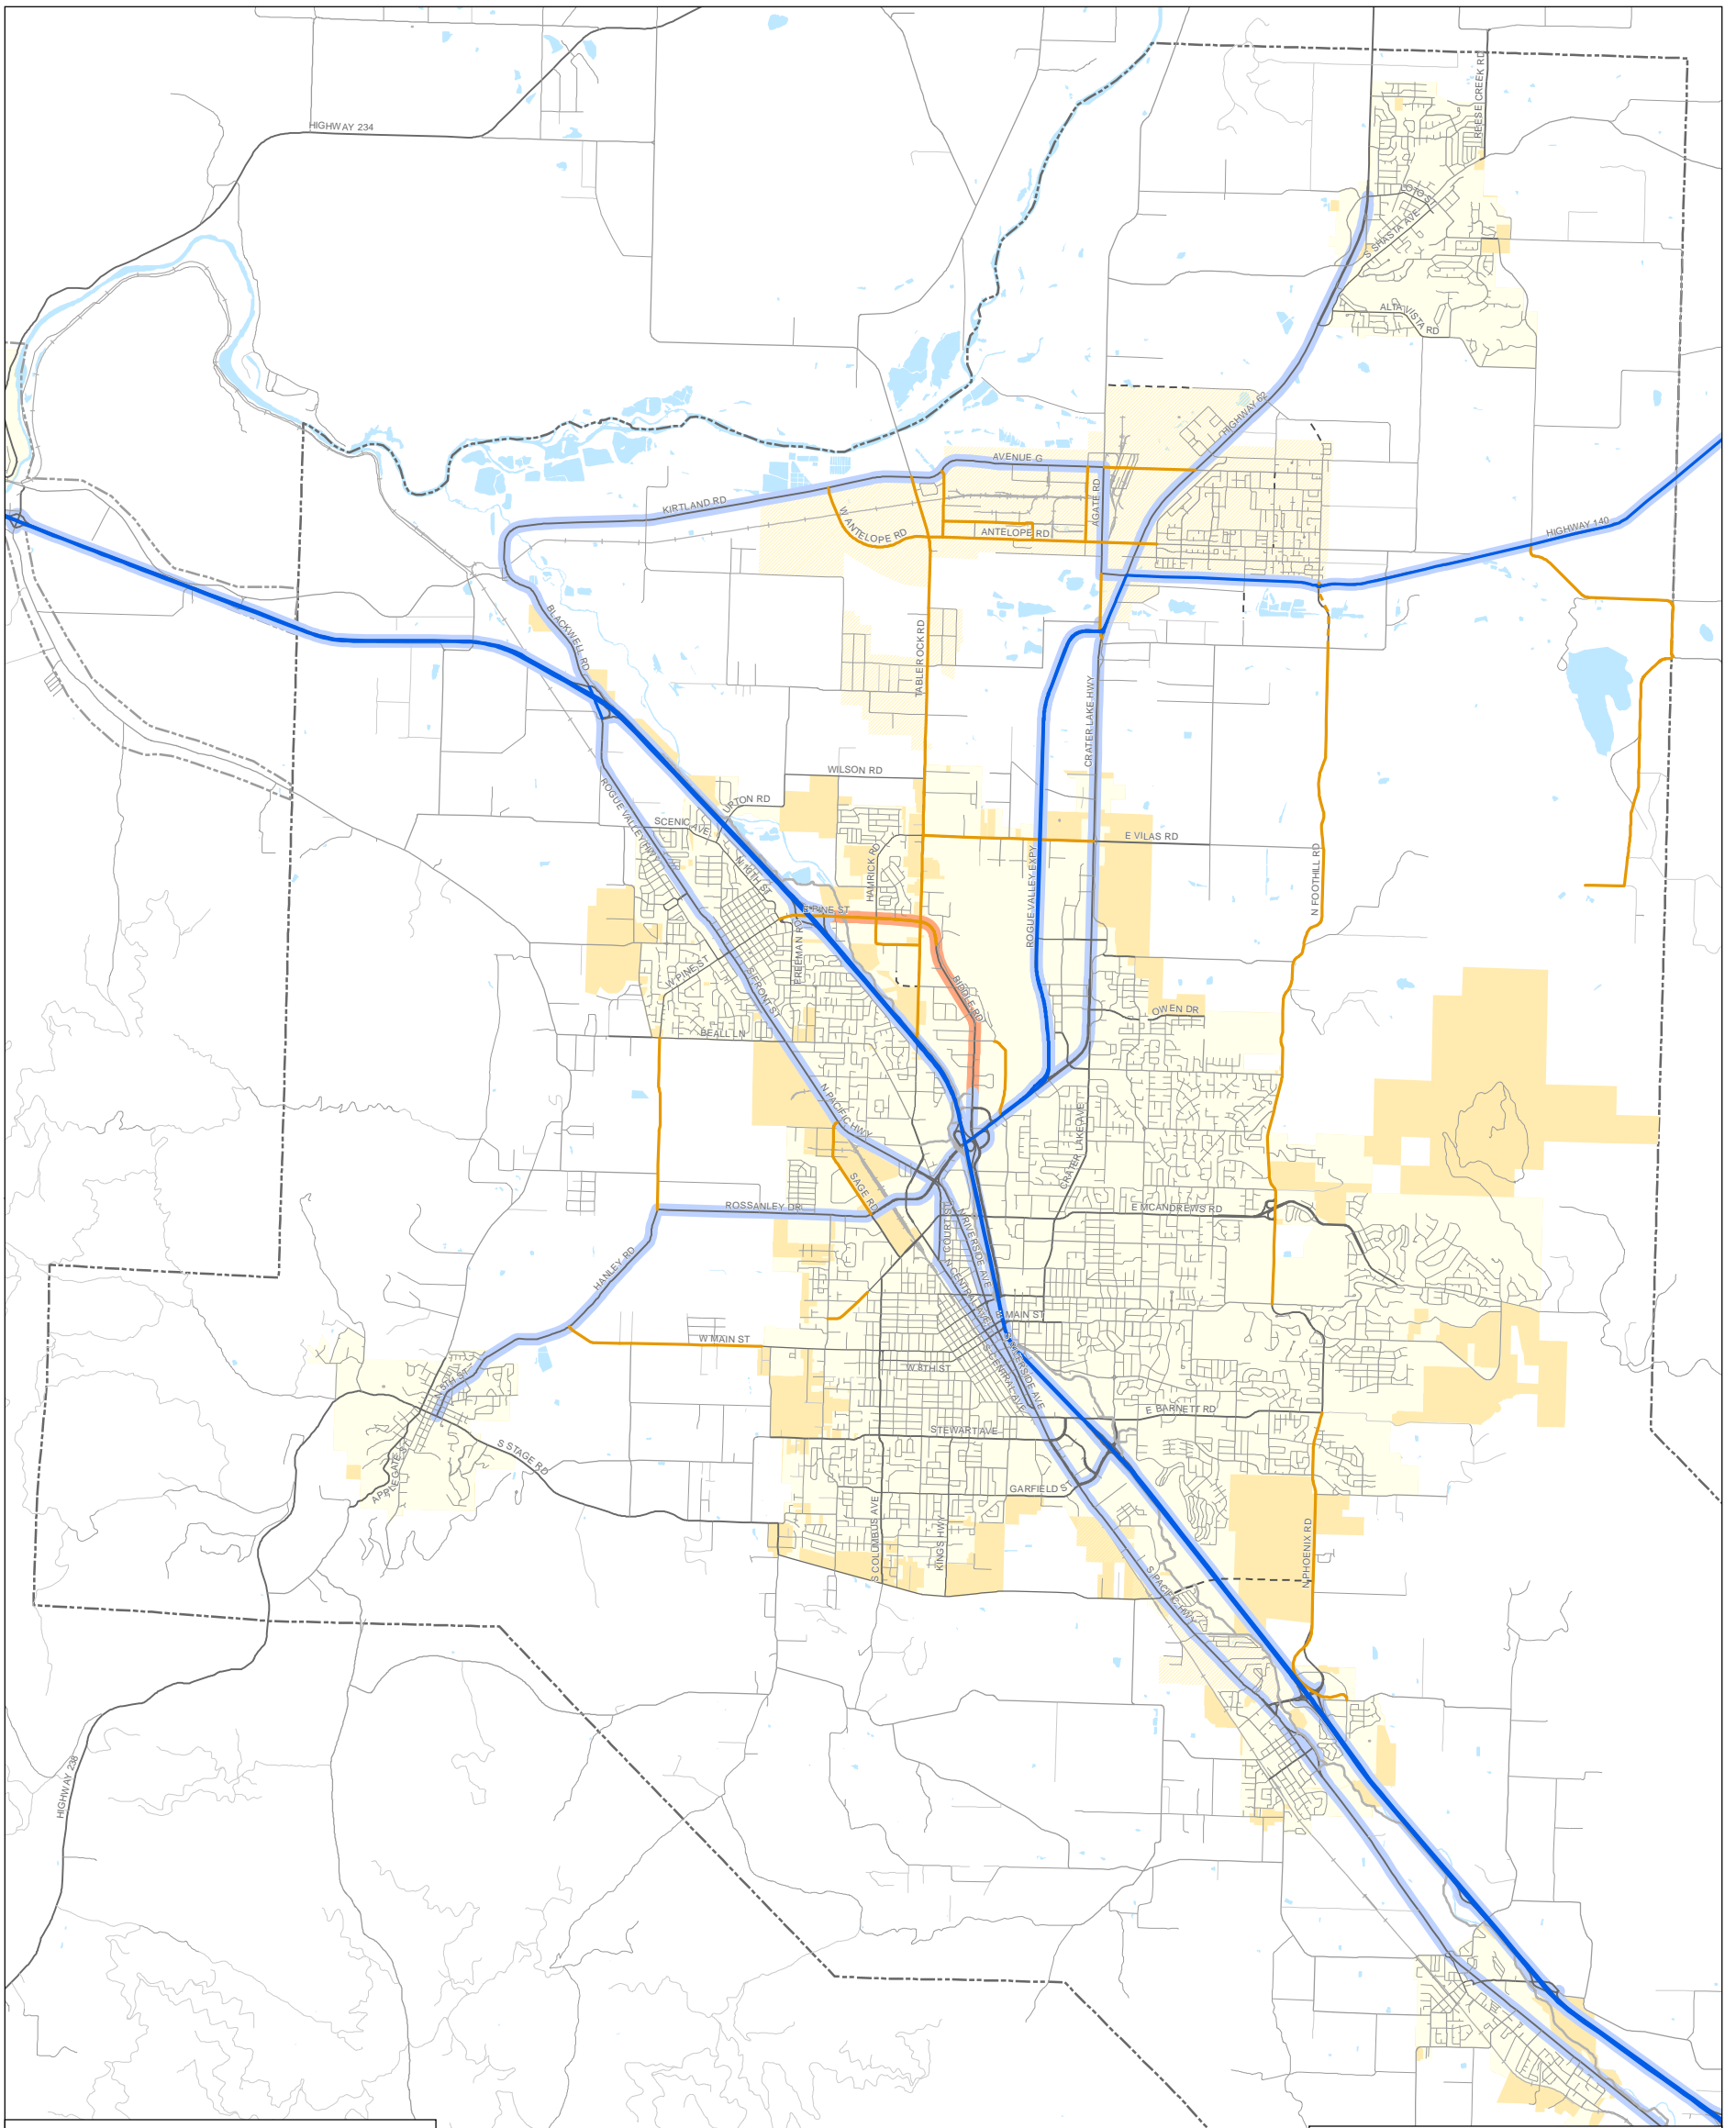 REESE CREEK RD
HIGHWAY 234
LOTO ST
S SHASTA AVE
ALTA VISTA RD
HIGHWAY 62
AVENUE G
KIRTLAND RD
AGATE RD
W ANTELOPE RD
ANTELOPE RD
HIGHWAY 140
BLACKWELL RD
TABLE ROCK RD
CRATER LAKE HWY
WILSON RD
ROGUE VALLEY HWY
UPTON RD
SCENIC AVE
E VILAS RD
HAMRICK RD
N 10TH ST
N FOOTHILL RD
ROGUE VALLEY EXPY
E PINE ST
FREEMAN RD
W PINE ST
S FRONT ST
BIDDLE RD
OWEN DR
BEALL LN
N PACIFIC HWY
CRATER LAKE AVE
SAGE RD
ROSSANLEY DR
E MCANDREWS RD
N COURT ST
N RIVERSIDE AVE
HANLEY RD
N CENTRAL AVE
E MAIN ST
W MAIN ST
S RIVERSIDE AVE
S CENTRAL AVE
W 8TH ST
N 5TH ST
E BARNETT RD
STEWART AVE
S STAGE RD
APPLEGATE ST
GARFIELD ST
S COLUMBUS AVE
KINGS HWY
N PHOENIX RD
S PACIFIC HWY
HIGHWAY 238